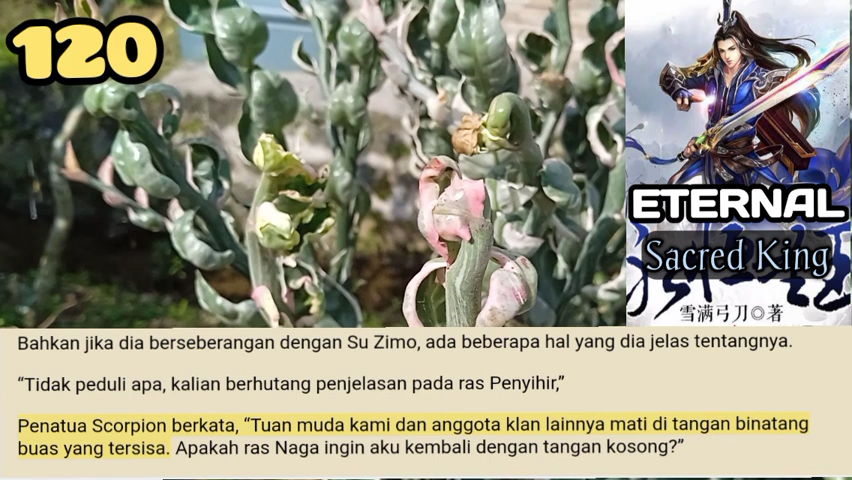 120
ETERNAL
Sacred King
雪满弓刀◎著
Bahkan jika dia berseberangan dengan Su Zimo, ada beberapa hal yang dia jelas tentangnya.
“Tidak peduli apa, kalian berhutang penjelasan pada ras Penyihir,”
Penatua Scorpion berkata, “Tuan muda kami dan anggota klan lainnya mati di tangan binatang
buas yang tersisa. Apakah ras Naga ingin aku kembali dengan tangan kosong?”